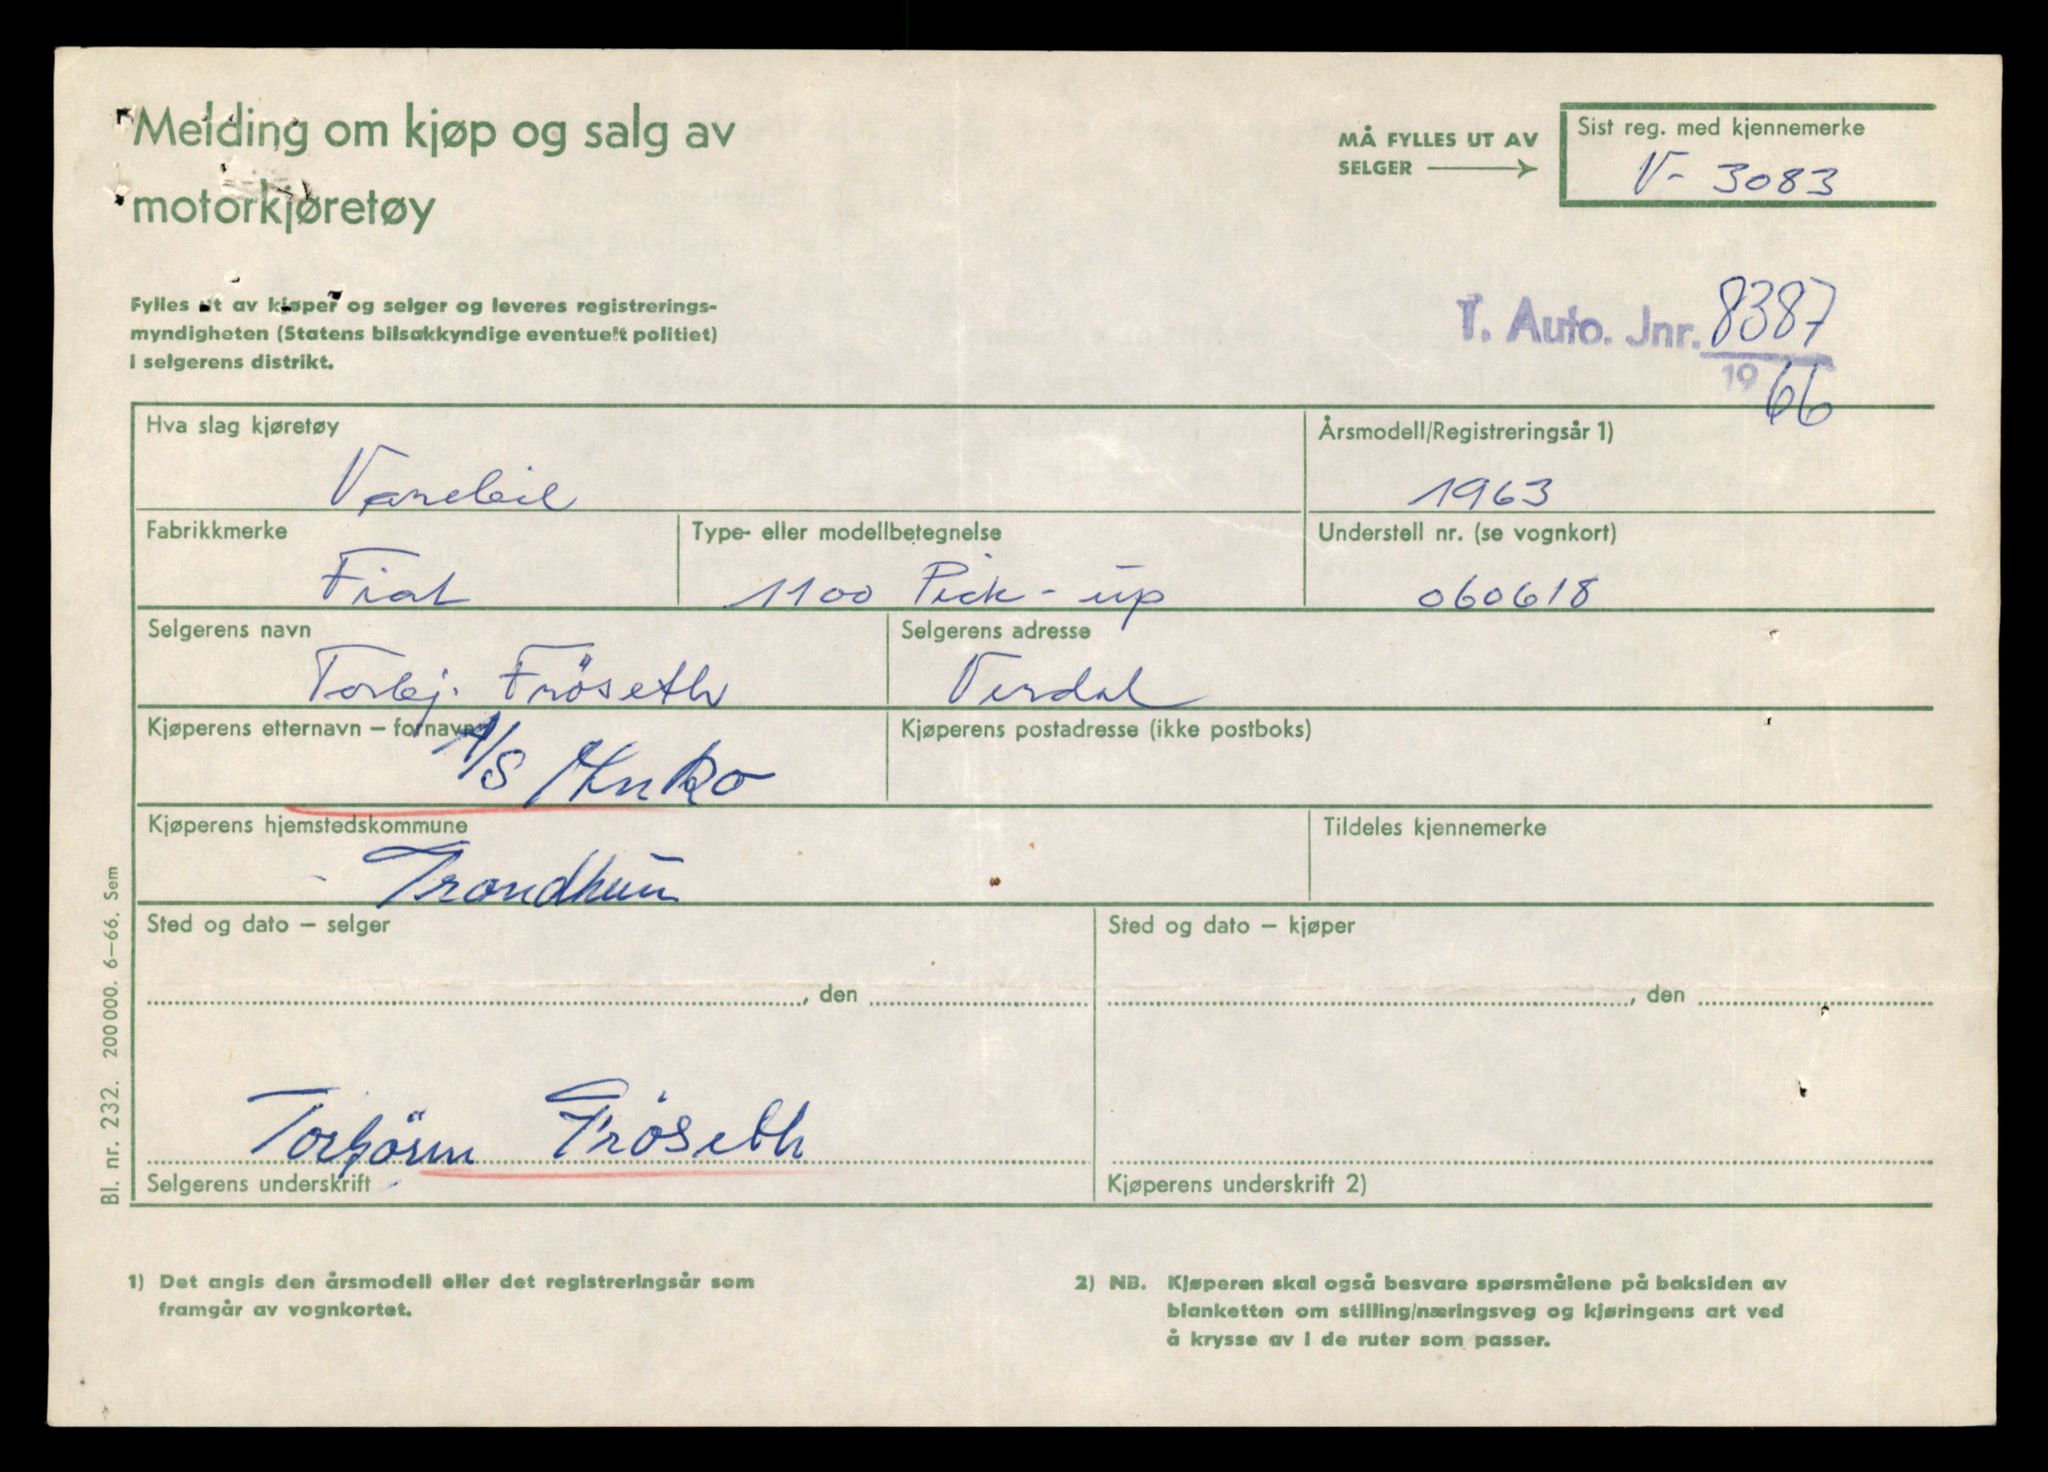 Melding om kjøp og salg av
motorkjøretøy
MÅ FYLLES UT AV
SELGER
Sist reg. med kjennemerke
V- 3083
Fylles ut av kjøper og selger og leveres registrerings-
myndigheten (Statens bilsakkyndige eventuelt politiet)
i selgerens distrikt.
T. Auto. Jnr. 8387
1966
Hva slag kjøretøy
Varebil
Årsmodell/Registreringsår 1)
1963
Fabrikkmerke
Fiat
Type- eller modellbetegnelse
1100 Pick-up
Understell nr. (se vognkort)
060618
Selgerens navn
Torbj. Fröseth
Selgerens adresse
Verdal
Kjøperens etternavn – fornavn
A/S
Kjøperens postadresse (ikke postboks)
Kjøperens hjemstedskommune
Trondheim
Tildeles kjennemerke
Sted og dato – selger
, den
Sted og dato – kjøper
, den
Torbjörn Fröseth
Selgerens underskrift
Kjøperens underskrift 2)
Bl. nr. 232. 200 000. 6–66. Sem
1) Det angis den årsmodell eller det registreringsår som
framgår av vognkortet.
2) NB. Kjøperen skal også besvare spørsmålene på baksiden av
blanketten om stilling/næringsveg og kjøringens art ved
å krysse av i de ruter som passer.